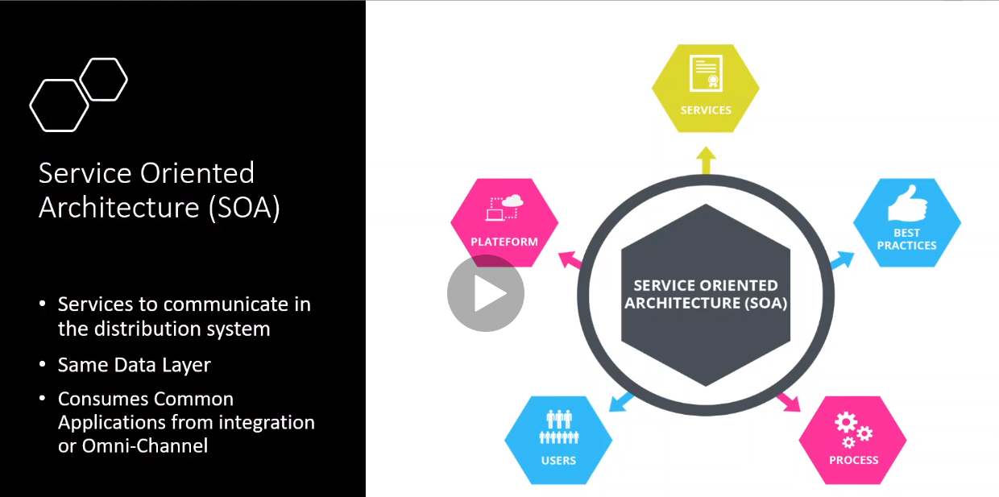 Service Oriented
Architecture (SOA)
• Services to communicate in
the distribution system
• Same Data Layer
• Consumes Common
Applications from integration
or Omni-Channel
SERVICES
PLATEFORM
BEST
PRACTICES
SERVICE ORIENTED
ARCHITECTURE (SOA)
USERS
PROCESS